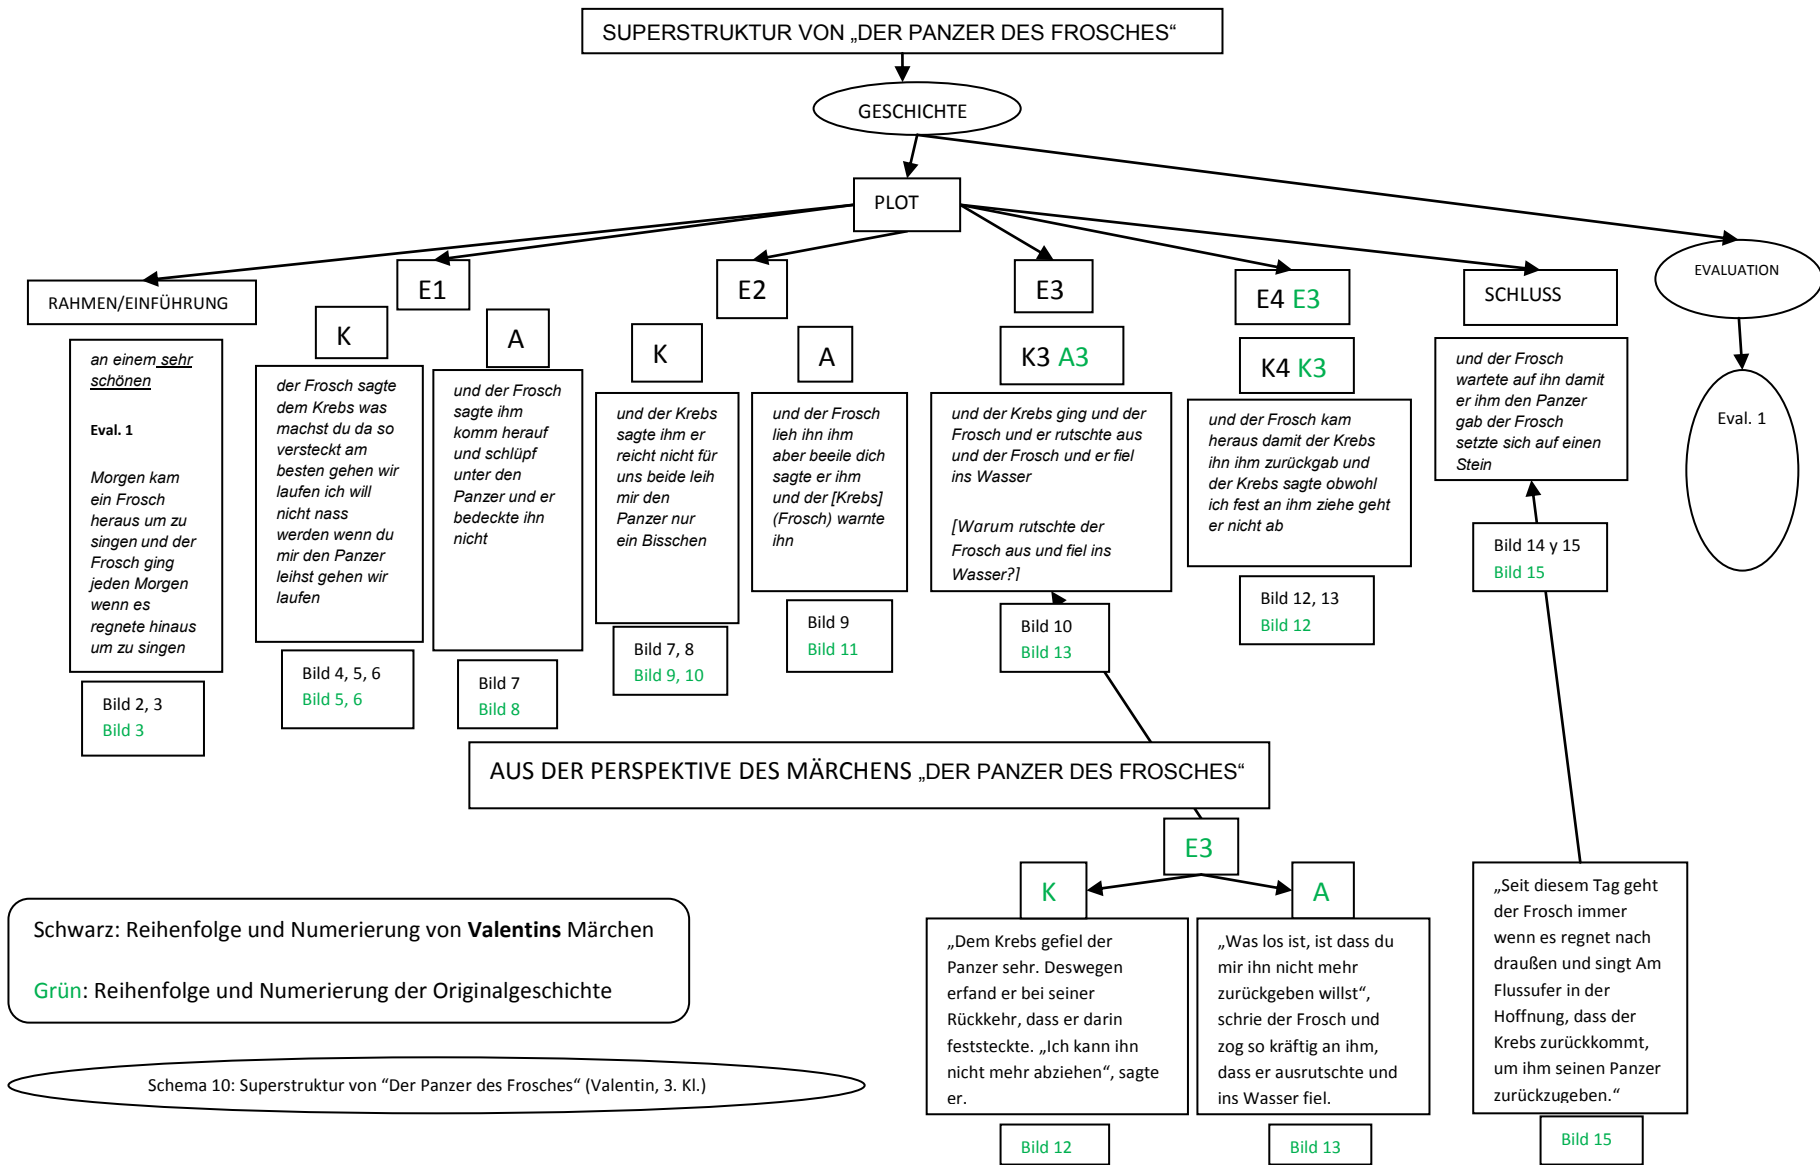 SUPERSTRUKTUR VON „DER PANZER DES FROSCHES“
GESCHICHTE
PLOT
RAHMEN/EINFÜHRUNG
an einem sehr
schönen
Eval. 1
Morgen kam
ein Frosch
heraus um zu
singen und der
Frosch ging
jeden Morgen
wenn es
regnete hinaus
um zu singen
Bild 2, 3
Bild 3
E1
K
der Frosch sagte
dem Krebs was
machst du da so
versteckt am
besten gehen wir
laufen ich will
nicht nass
werden wenn du
mir den Panzer
leihst gehen wir
laufen
Bild 4, 5, 6
Bild 5, 6
A
und der Frosch
sagte ihm
komm herauf
und schlüpf
unter den
Panzer und er
bedeckte ihn
nicht
Bild 7
Bild 8
E2
K
und der Krebs
sagte ihm er
reicht nicht für
uns beide leih
mir den
Panzer nur
ein Bisschen
Bild 7, 8
Bild 9, 10
A
und der Frosch
lieh ihn ihm
aber beeile dich
sagte er ihm
und der [Krebs]
(Frosch) warnte
ihn
Bild 9
Bild 11
E3
K3 A3
und der Krebs ging und der
Frosch und er rutschte aus
und der Frosch und er fiel
ins Wasser
[Warum rutschte der
Frosch aus und fiel ins
Wasser?]
Bild 10
Bild 13
E4 E3
K4 K3
und der Frosch kam
heraus damit der Krebs
ihn ihm zurückgab und
der Krebs sagte obwohl
ich fest an ihm ziehe geht
er nicht ab
Bild 12, 13
Bild 12
SCHLUSS
und der Frosch
wartete auf ihn damit
er ihm den Panzer
gab der Frosch
setzte sich auf einen
Stein
Bild 14 y 15
Bild 15
EVALUATION
Eval. 1
AUS DER PERSPEKTIVE DES MÄRCHENS „DER PANZER DES FROSCHES“
E3
K
„Dem Krebs gefiel der
Panzer sehr. Deswegen
erfand er bei seiner
Rückkehr, dass er darin
feststeckte. „Ich kann ihn
nicht mehr abziehen“, sagte
er.
Bild 12
A
„Was los ist, ist dass du
mir ihn nicht mehr
zurückgeben willst“,
schrie der Frosch und
zog so kräftig an ihm,
dass er ausrutschte und
ins Wasser fiel.
Bild 13
„Seit diesem Tag geht
der Frosch immer
wenn es regnet nach
draußen und singt Am
Flussufer in der
Hoffnung, dass der
Krebs zurückkommt,
um ihm seinen Panzer
zurückzugeben.“
Bild 15
Schwarz: Reihenfolge und Numerierung von Valentins Märchen
Grün: Reihenfolge und Numerierung der Originalgeschichte
Schema 10: Superstruktur von “Der Panzer des Frosches“ (Valentin, 3. Kl.)